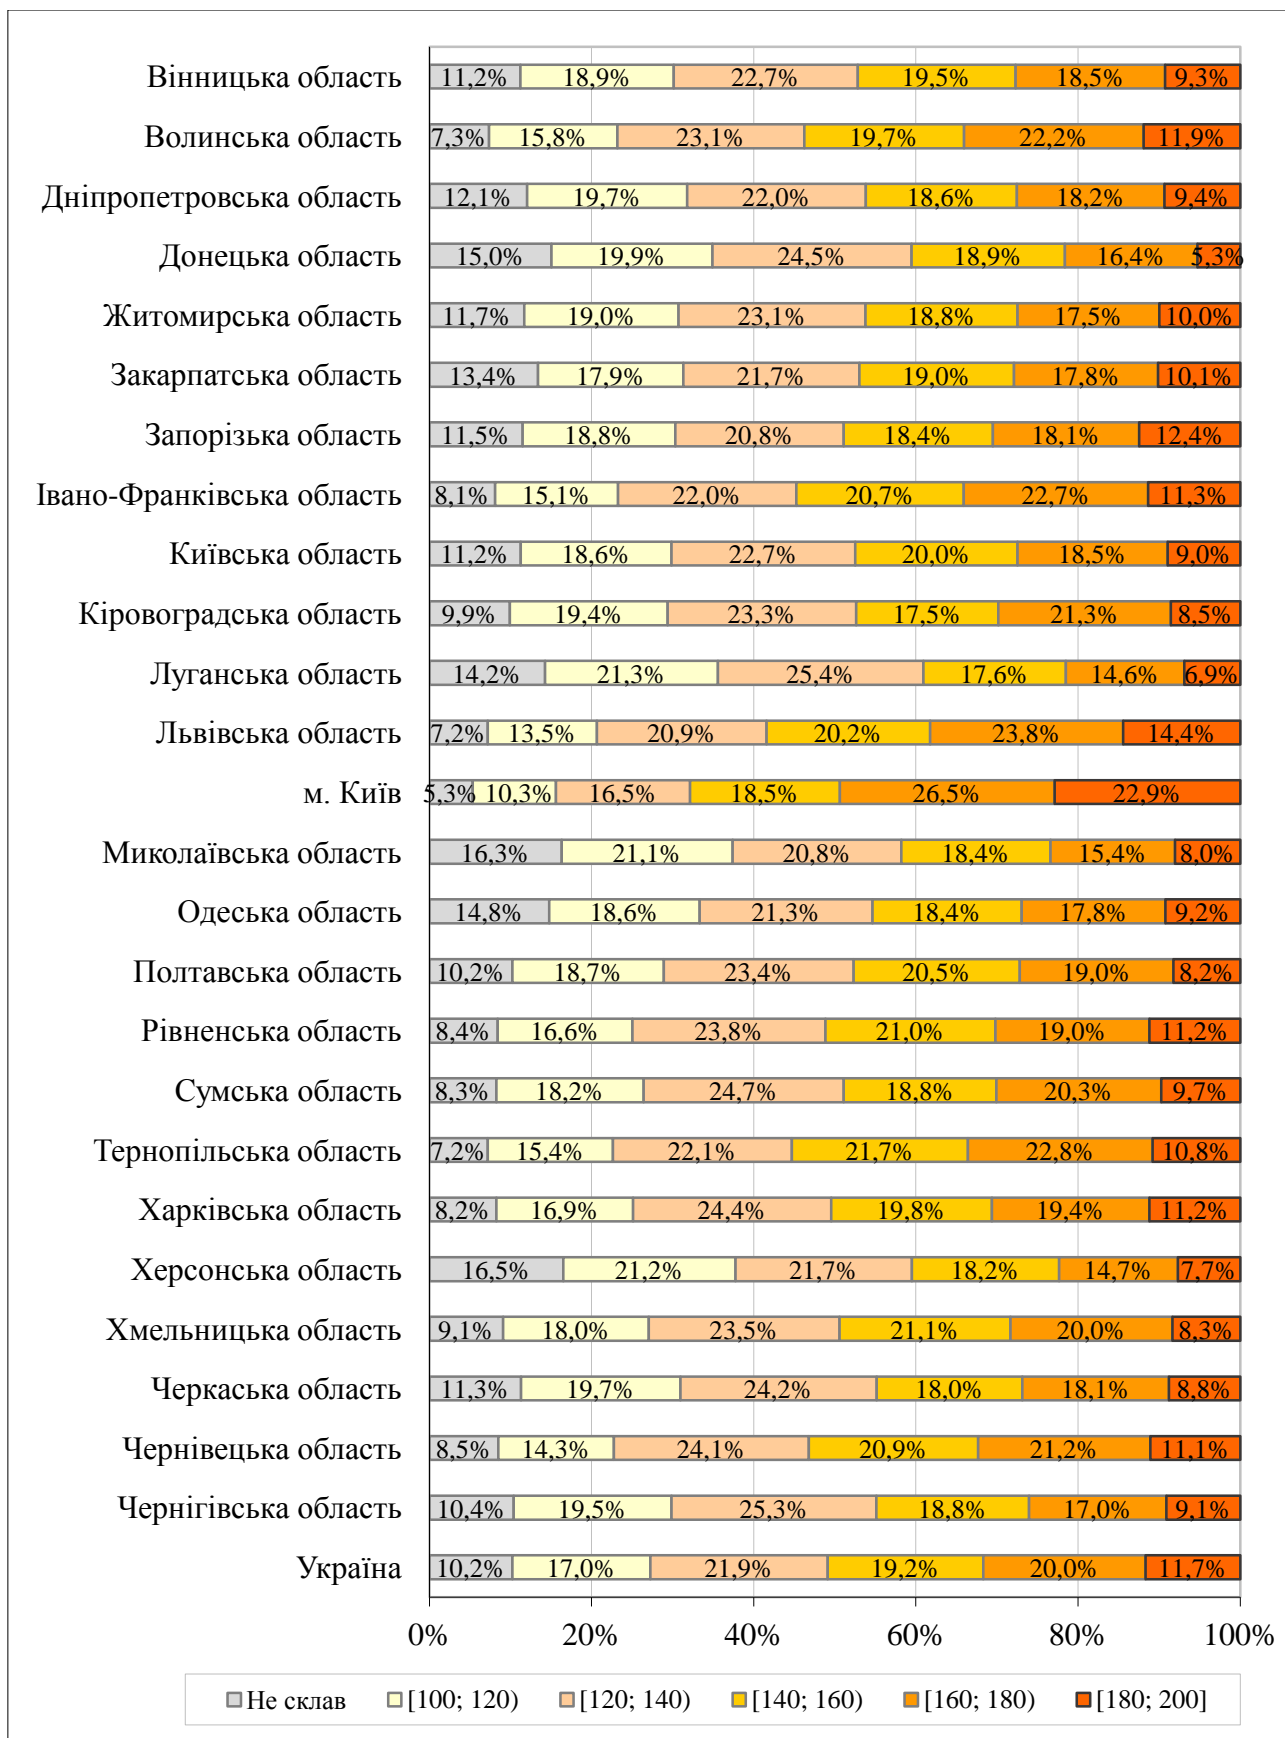 Вінницька область 11,2% 18,9% 22,7% 19,5% 18,5% 9,3%
Волинська область 7,3% 15,8% 23,1% 19,7% 22,2% 11,9%
Дніпропетровська область 12,1% 19,7% 22,0% 18,6% 18,2% 9,4%
Донецька область 15,0% 19,9% 24,5% 18,9% 16,4% 5,3%
Житомирська область 11,7% 19,0% 23,1% 18,8% 17,5% 10,0%
Закарпатська область 13,4% 17,9% 21,7% 19,0% 17,8% 10,1%
Запорізька область 11,5% 18,8% 20,8% 18,4% 18,1% 12,4%
Івано-Франківська область 8,1% 15,1% 22,0% 20,7% 22,7% 11,3%
Київська область 11,2% 18,6% 22,7% 20,0% 18,5% 9,0%
Кіровоградська область 9,9% 19,4% 23,3% 17,5% 21,3% 8,5%
Луганська область 14,2% 21,3% 25,4% 17,6% 14,6% 6,9%
Львівська область 7,2% 13,5% 20,9% 20,2% 23,8% 14,4%
м. Київ 5,3% 10,3% 16,5% 18,5% 26,5% 22,9%
Миколаївська область 16,3% 21,1% 20,8% 18,4% 15,4% 8,0%
Одеська область 14,8% 18,6% 21,3% 18,4% 17,8% 9,2%
Полтавська область 10,2% 18,7% 23,4% 20,5% 19,0% 8,2%
Рівненська область 8,4% 16,6% 23,8% 21,0% 19,0% 11,2%
Сумська область 8,3% 18,2% 24,7% 18,8% 20,3% 9,7%
Тернопільська область 7,2% 15,4% 22,1% 21,7% 22,8% 10,8%
Харківська область 8,2% 16,9% 24,4% 19,8% 19,4% 11,2%
Херсонська область 16,5% 21,2% 21,7% 18,2% 14,7% 7,7%
Хмельницька область 9,1% 18,0% 23,5% 21,1% 20,0% 8,3%
Черкаська область 11,3% 19,7% 24,2% 18,0% 18,1% 8,8%
Чернівецька область 8,5% 14,3% 24,1% 20,9% 21,2% 11,1%
Чернігівська область 10,4% 19,5% 25,3% 18,8% 17,0% 9,1%
Україна 10,2% 17,0% 21,9% 19,2% 20,0% 11,7%
0% 20% 40% 60% 80% 100%
Не склав [100; 120) [120; 140) [140; 160) [160; 180) [180; 200]